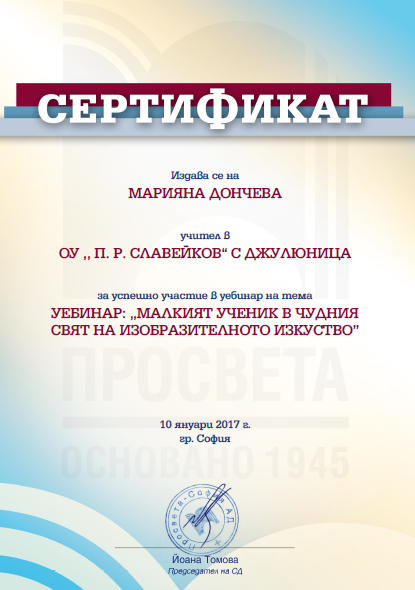 СЕРТИФИКАТ
Издава се на
МАРИЯНА ДОНЧЕВА
учител в
ОУ ,, П. Р. СЛАВЕЙКОВ“ С ДЖУЛЮНИЦА
за успешно участие в уебинар на тема
УЕБИНАР: „МАЛКИЯТ УЧЕНИК В ЧУДНИЯ
СВЯТ НА ИЗОБРАЗИТЕЛНОТО ИЗКУСТВО”
ПРОСВЕТА
10 януари 2017 г.
гр. София
ОСНОВАНО 1945
Просвета-София АД
Йоана Томова
Председател на СД